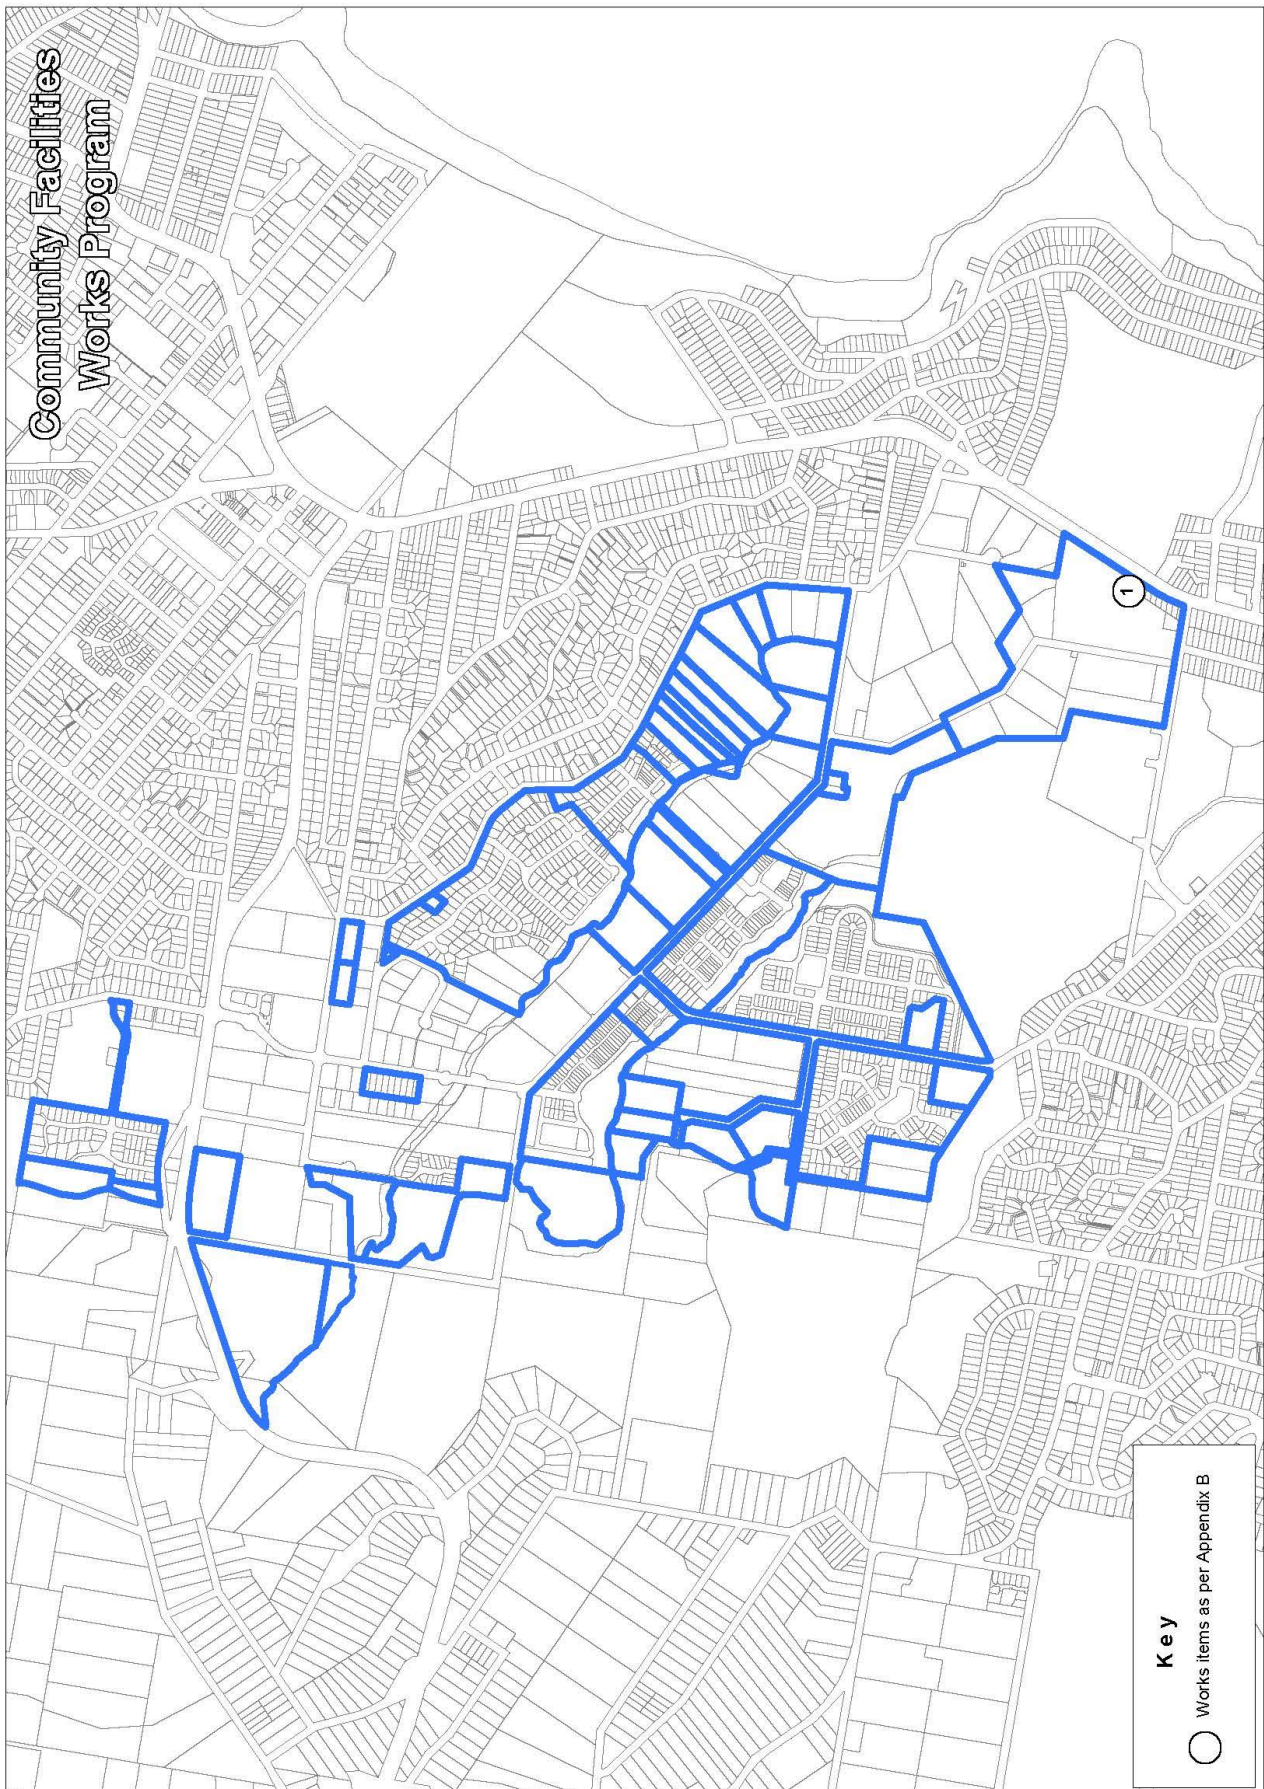 Community Facilities
Works Program
1
Key
Works items as per Appendix B